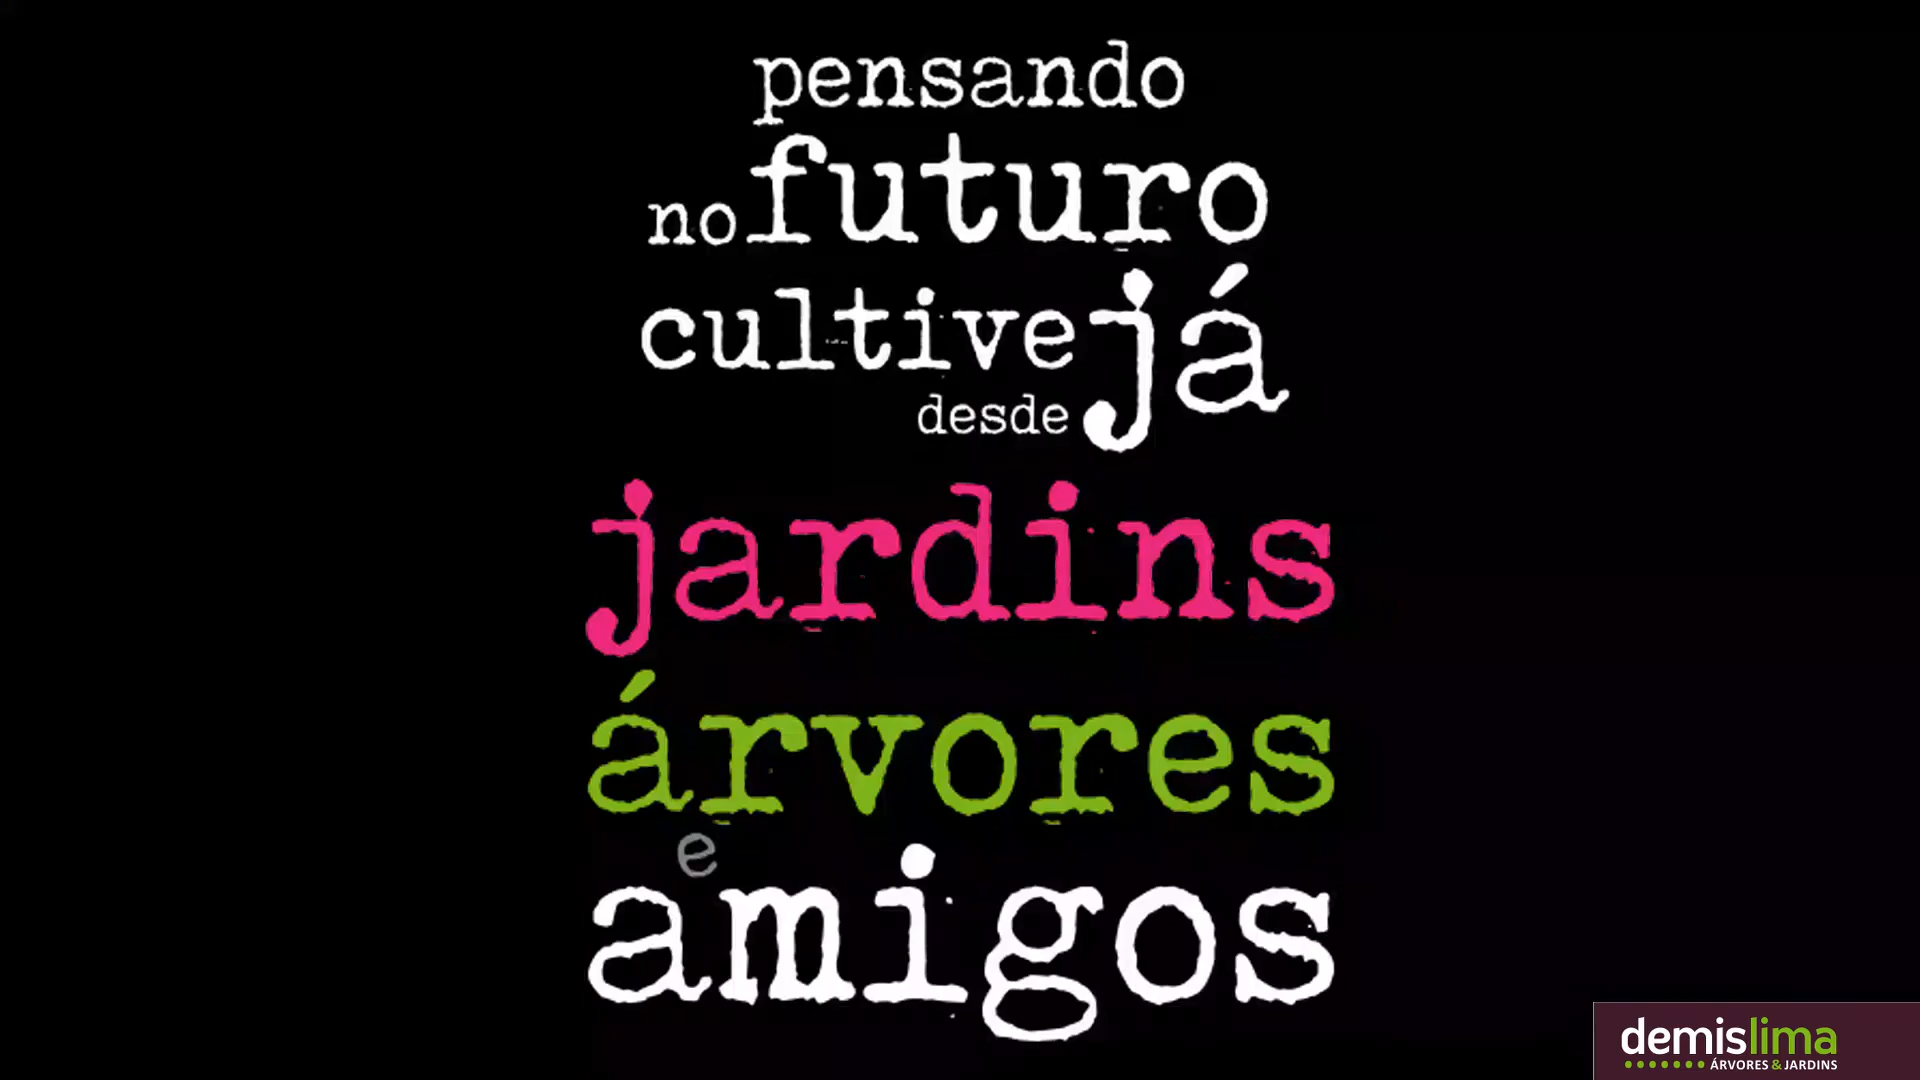 pensando
no futuro
cultive já
desde
jardins
árvores
e
amigos
demislima
ÁRVORES & JARDINS